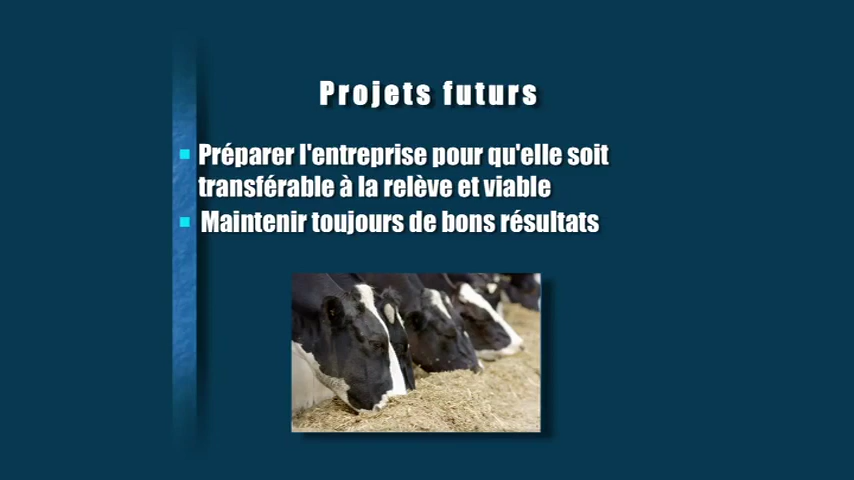 Projets futurs
Préparer l'entreprise pour qu'elle soit
transférable à la relève et viable
Maintenir toujours de bons résultats